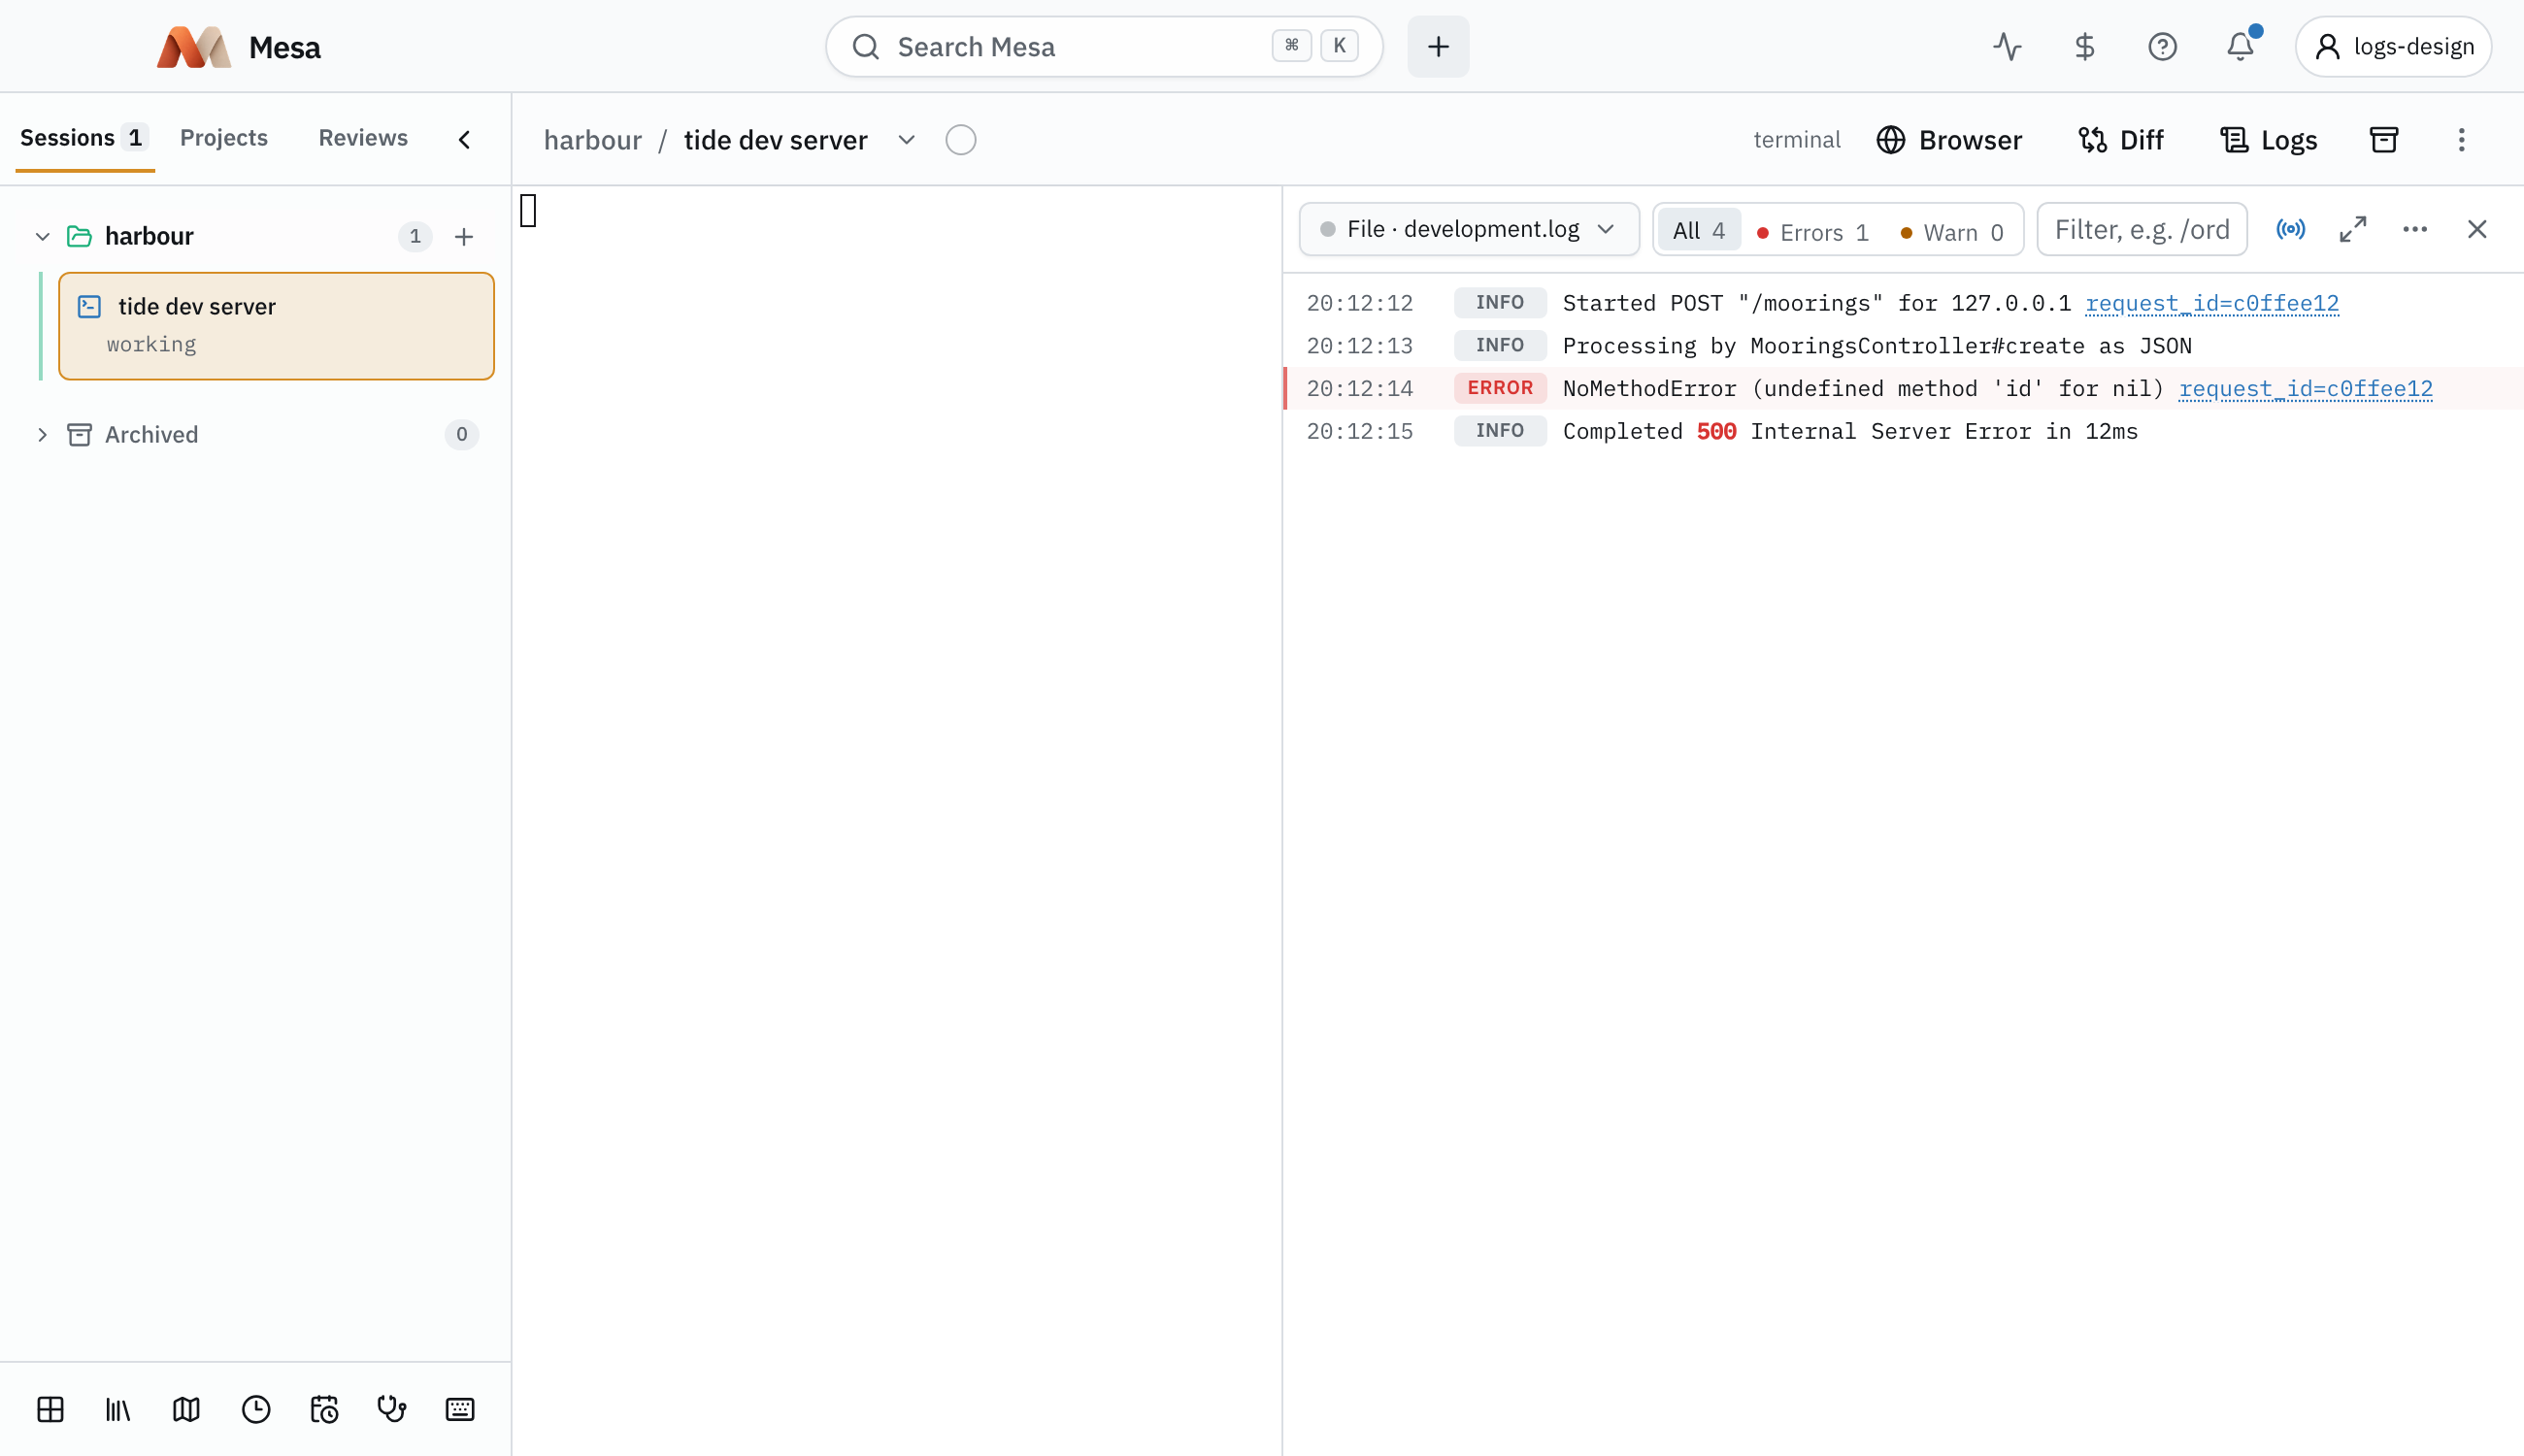 Mesa
Search Mesa ⌘ K
logs-design
Sessions 1 Projects Reviews
harbour / tide dev server
terminal Browser Diff Logs
harbour 1
tide dev server
working
Archived 0
File · development.log All 4 Errors 1 Warn 0 Filter, e.g. /ord
20:12:12 INFO Started POST "/moorings" for 127.0.0.1 request_id=c0ffee12
20:12:13 INFO Processing by MooringsController#create as JSON
20:12:14 ERROR NoMethodError (undefined method 'id' for nil) request_id=c0ffee12
20:12:15 INFO Completed 500 Internal Server Error in 12ms